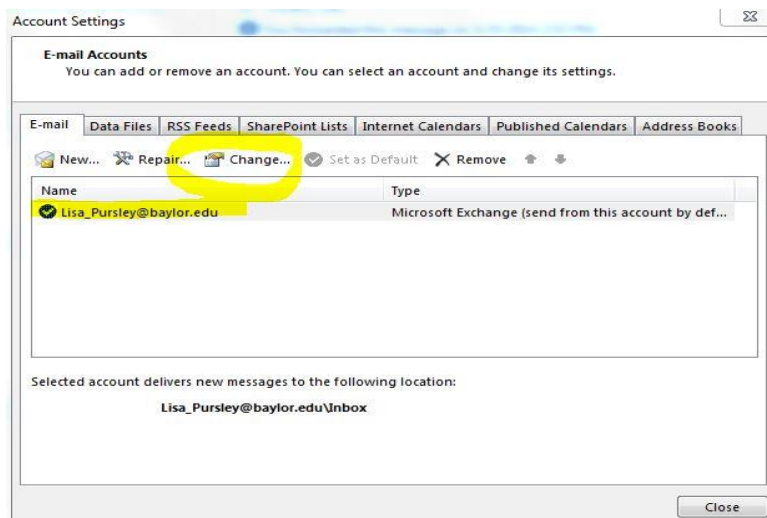 Account Settings
E-mail Accounts
You can add or remove an account. You can select an account and change its settings.
E-mail Data Files RSS Feeds SharePoint Lists Internet Calendars Published Calendars Address Books
New... Repair... Change... Set as Default Remove
Name Type
Lisa_Pursley@baylor.edu Microsoft Exchange (send from this account by def...
Selected account delivers new messages to the following location:
Lisa_Pursley@baylor.edu\Inbox
Close